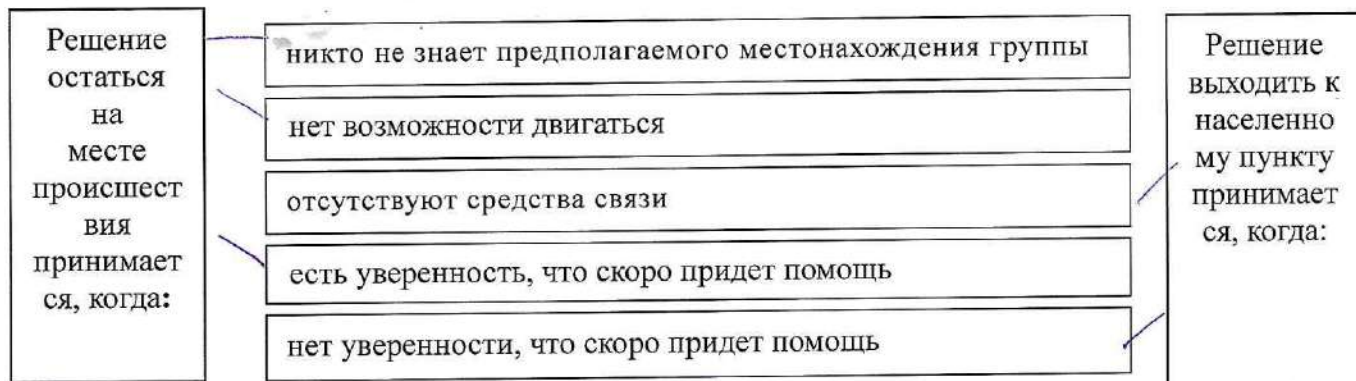 Решение
остаться
на
месте
происшест
вия
принимает
ся, когда:
никто не знает предполагаемого местонахождения группы
нет возможности двигаться
отсутствуют средства связи
есть уверенность, что скоро придет помощь
нет уверенности, что скоро придет помощь
Решение
выходить к
населенно
му пункту
принимает
ся, когда: